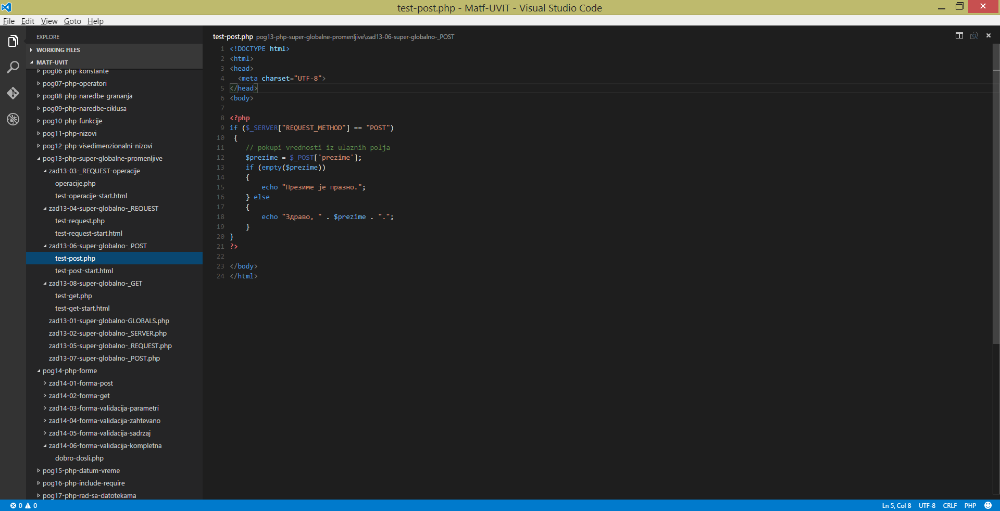 test-post.php - Matf-UVIT - Visual Studio Code
File Edit View Goto Help
EXPLORE
WORKING FILES
MATF-UVIT
pog06-php-konstante
pog07-php-operatori
pog08-php-naredbe-grananja
pog09-php-naredbe-ciklusa
pog10-php-funkcije
pog11-php-nizovi
pog12-php-visedimenzionalni-nizovi
pog13-php-super-globalne-promenljive
zad13-03-_REQUEST-operacije
operacije.php
test-operacije-start.html
zad13-04-super-globalno-_REQUEST
test-request.php
test-request-start.html
zad13-06-super-globalno-_POST
test-post.php
test-post-start.html
zad13-08-super-globalno-_GET
test-get.php
test-get-start.html
zad13-01-super-globalno-GLOBALS.php
zad13-02-super-globalno-_SERVER.php
zad13-05-super-globalno-_REQUEST.php
zad13-07-super-globalno-_POST.php
pog14-php-forme
zad14-01-forma-post
zad14-02-forma-get
zad14-03-forma-validacija-parametri
zad14-04-forma-validacija-zahtevano
zad14-05-forma-validacija-sadrzaj
zad14-06-forma-validacija-kompletna
dobro-dosli.php
pog15-php-datum-vreme
pog16-php-include-require
pog17-php-rad-sa-datotekama
test-post.php pog13-php-super-globalne-promenljive\zad13-06-super-globalno-_POST
1 <!DOCTYPE html>
2 <html>
3 <head>
4   <meta charset="UTF-8">
5 </head>
6 <body>
7
8 <?php
9 if ($_SERVER["REQUEST_METHOD"] == "POST")
10  {
11     // pokupi vrednosti iz ulaznih polja
12     $prezime = $_POST['prezime'];
13     if (empty($prezime))
14     {
15         echo "Презиме је празно.";
16     } else
17     {
18         echo "Здраво, " . $prezime . ".";
19     }
20 }
21 ?>
22
23 </body>
24 </html>
0 0 Ln 5, Col 8 UTF-8 CRLF PHP